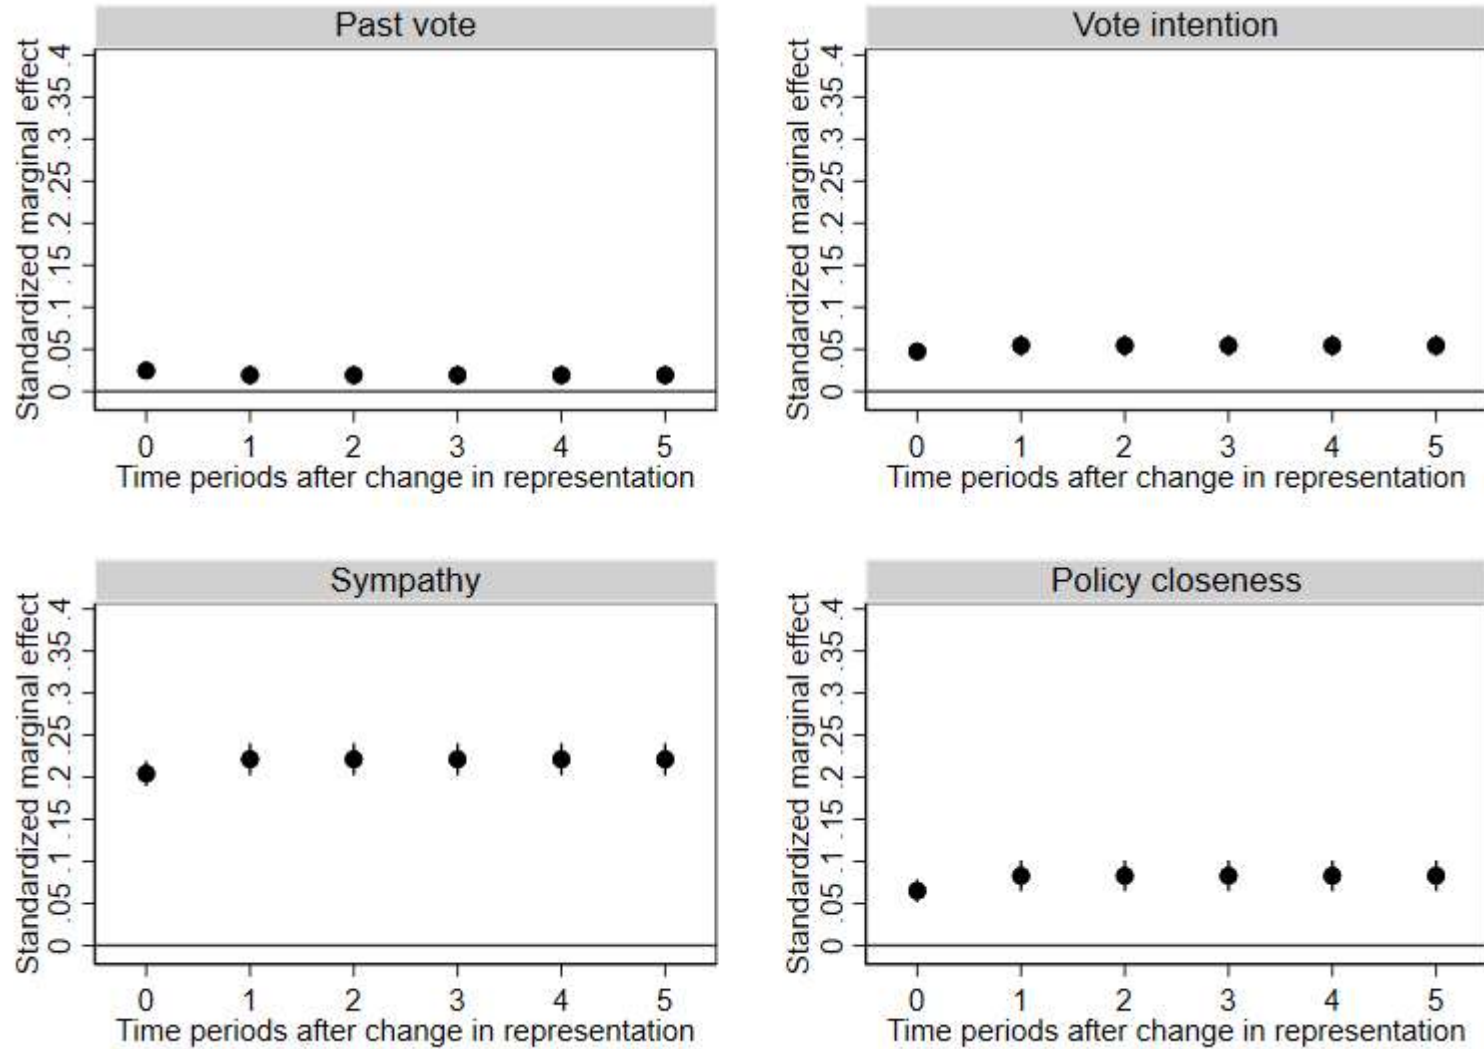 Past vote
Standardized marginal effect
.4
.35
.3
.25
.2
.15
.1
.05
0
0 1 2 3 4 5
Time periods after change in representation
Vote intention
Standardized marginal effect
.4
.35
.3
.25
.2
.15
.1
.05
0
0 1 2 3 4 5
Time periods after change in representation
Sympathy
Standardized marginal effect
.4
.35
.3
.25
.2
.15
.1
.05
0
0 1 2 3 4 5
Time periods after change in representation
Policy closeness
Standardized marginal effect
.4
.35
.3
.25
.2
.15
.1
.05
0
0 1 2 3 4 5
Time periods after change in representation